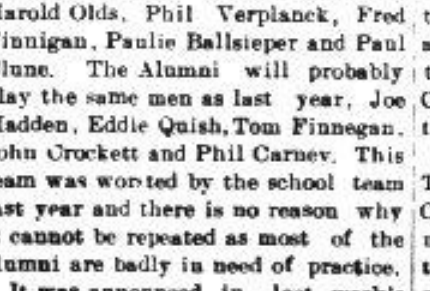 Harold Olds, Phil Verplanck, Fred
Finnigan, Paulie Ballsieper and Paul
Clune. The Alumni will probably
play the same men as last year, Joe
Madden, Eddie Quish, Tom Finnegan,
John Crockett and Phil Carney. This
team was worsted by the school team
last year and there is no reason why
cannot be repeated as most of the
Alumni are badly in need of practice.
It was announced in last